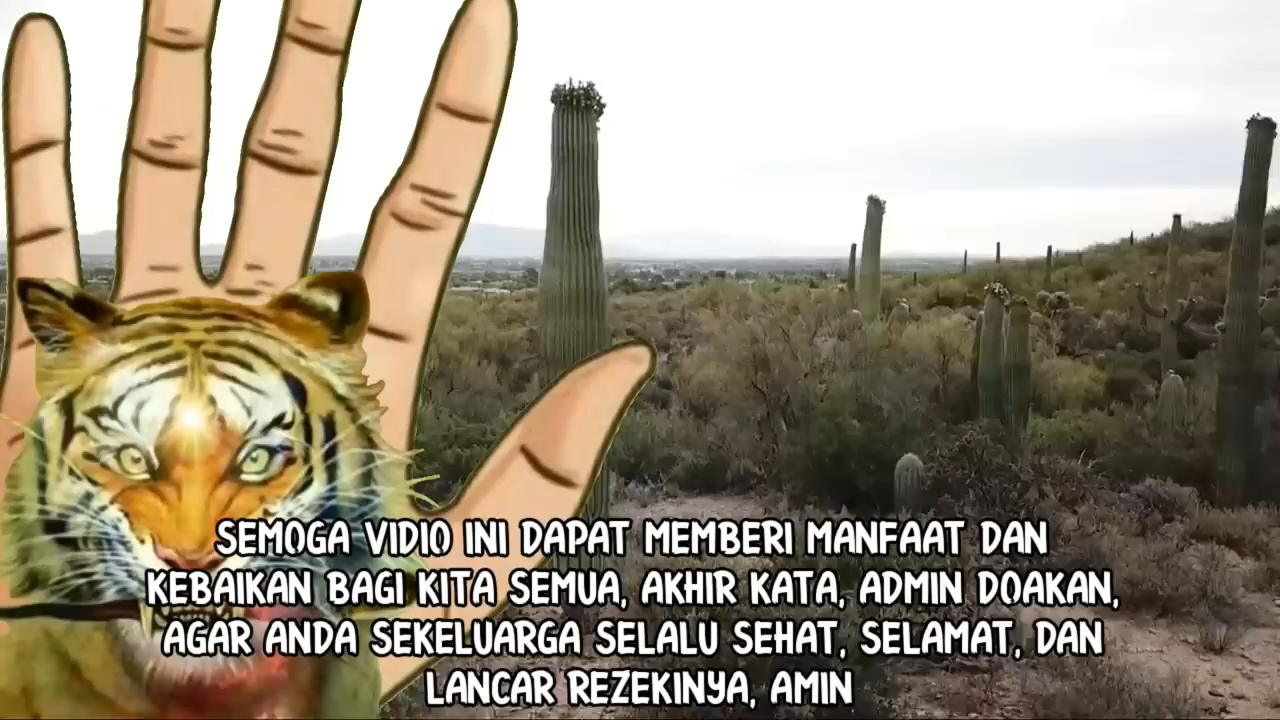 SEMOGA VIDIO INI DAPAT MEMBERI MANFAAT DAN
KEBAIKAN BAGI KITA SEMUA, AKHIR KATA, ADMIN DOAKAN,
AGAR ANDA SEKELUARGA SELALU SEHAT, SELAMAT, DAN
LANCAR REZEKINYA, AMIN